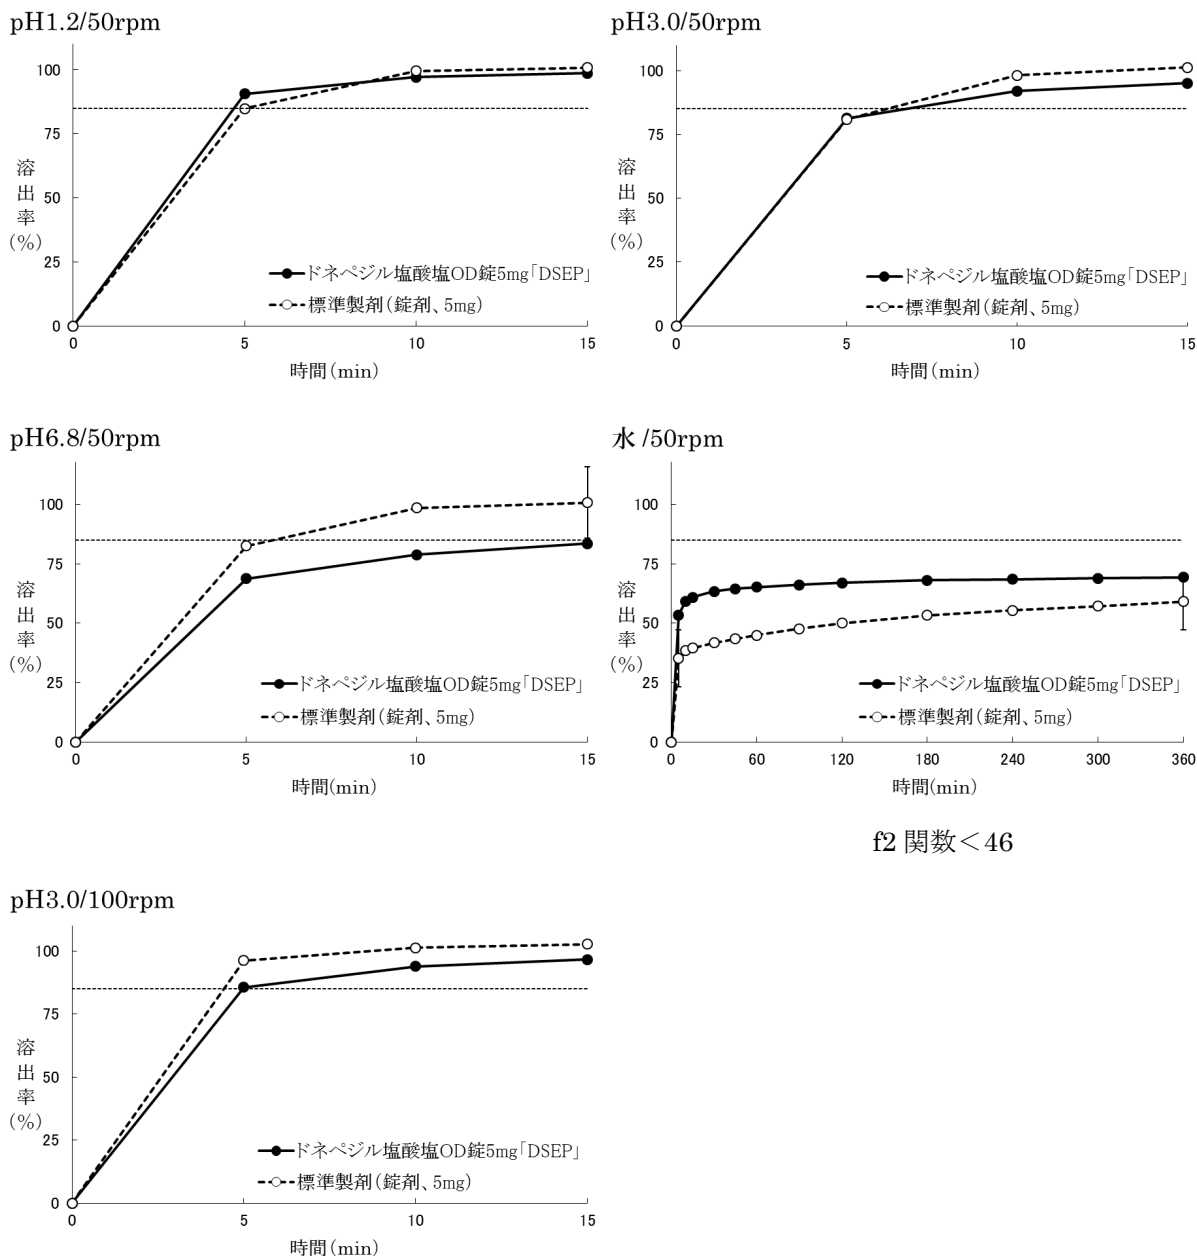 pH1.2/50rpm
100
75
50
25
0
溶出率(%)
ドネペジル塩酸塩OD錠5mg「DSEP」
標準製剤(錠剤、5mg)
0 5 10 15
時間(min)
pH3.0/50rpm
100
75
50
25
0
溶出率(%)
ドネペジル塩酸塩OD錠5mg「DSEP」
標準製剤(錠剤、5mg)
0 5 10 15
時間(min)
pH6.8/50rpm
100
75
50
25
0
溶出率(%)
ドネペジル塩酸塩OD錠5mg「DSEP」
標準製剤(錠剤、5mg)
0 5 10 15
時間(min)
水 /50rpm
100
75
50
25
0
溶出率(%)
ドネペジル塩酸塩OD錠5mg「DSEP」
標準製剤(錠剤、5mg)
0 60 120 180 240 300 360
時間(min)
f2 関数<46
pH3.0/100rpm
100
75
50
25
0
溶出率(%)
ドネペジル塩酸塩OD錠5mg「DSEP」
標準製剤(錠剤、5mg)
0 5 10 15
時間(min)